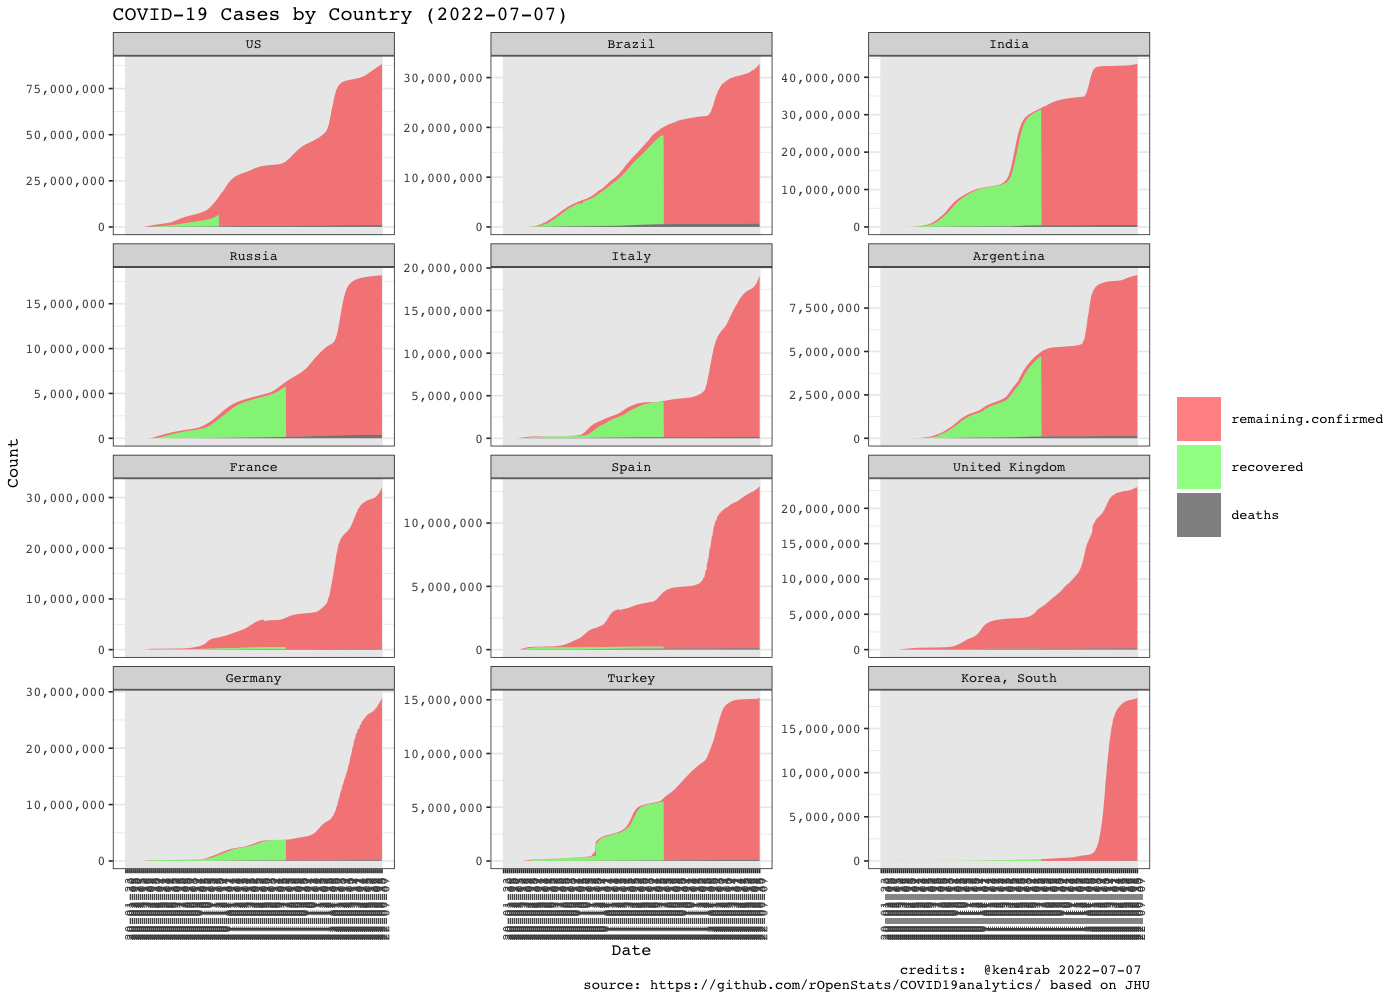 COVID-19 Cases by Country (2022-07-07)
US
Brazil
India
75,000,000
50,000,000
25,000,000
0
30,000,000
20,000,000
10,000,000
0
40,000,000
30,000,000
20,000,000
10,000,000
0
Russia
Italy
Argentina
15,000,000
10,000,000
5,000,000
0
20,000,000
15,000,000
10,000,000
5,000,000
0
7,500,000
5,000,000
2,500,000
0
France
Spain
United Kingdom
30,000,000
20,000,000
10,000,000
0
10,000,000
5,000,000
0
20,000,000
15,000,000
10,000,000
5,000,000
0
Germany
Turkey
Korea, South
30,000,000
20,000,000
10,000,000
0
15,000,000
10,000,000
5,000,000
0
15,000,000
10,000,000
5,000,000
0
Count
Date
remaining.confirmed
recovered
deaths
credits: @ken4rab 2022-07-07
source: https://github.com/rOpenStats/COVID19analytics/ based on JHU